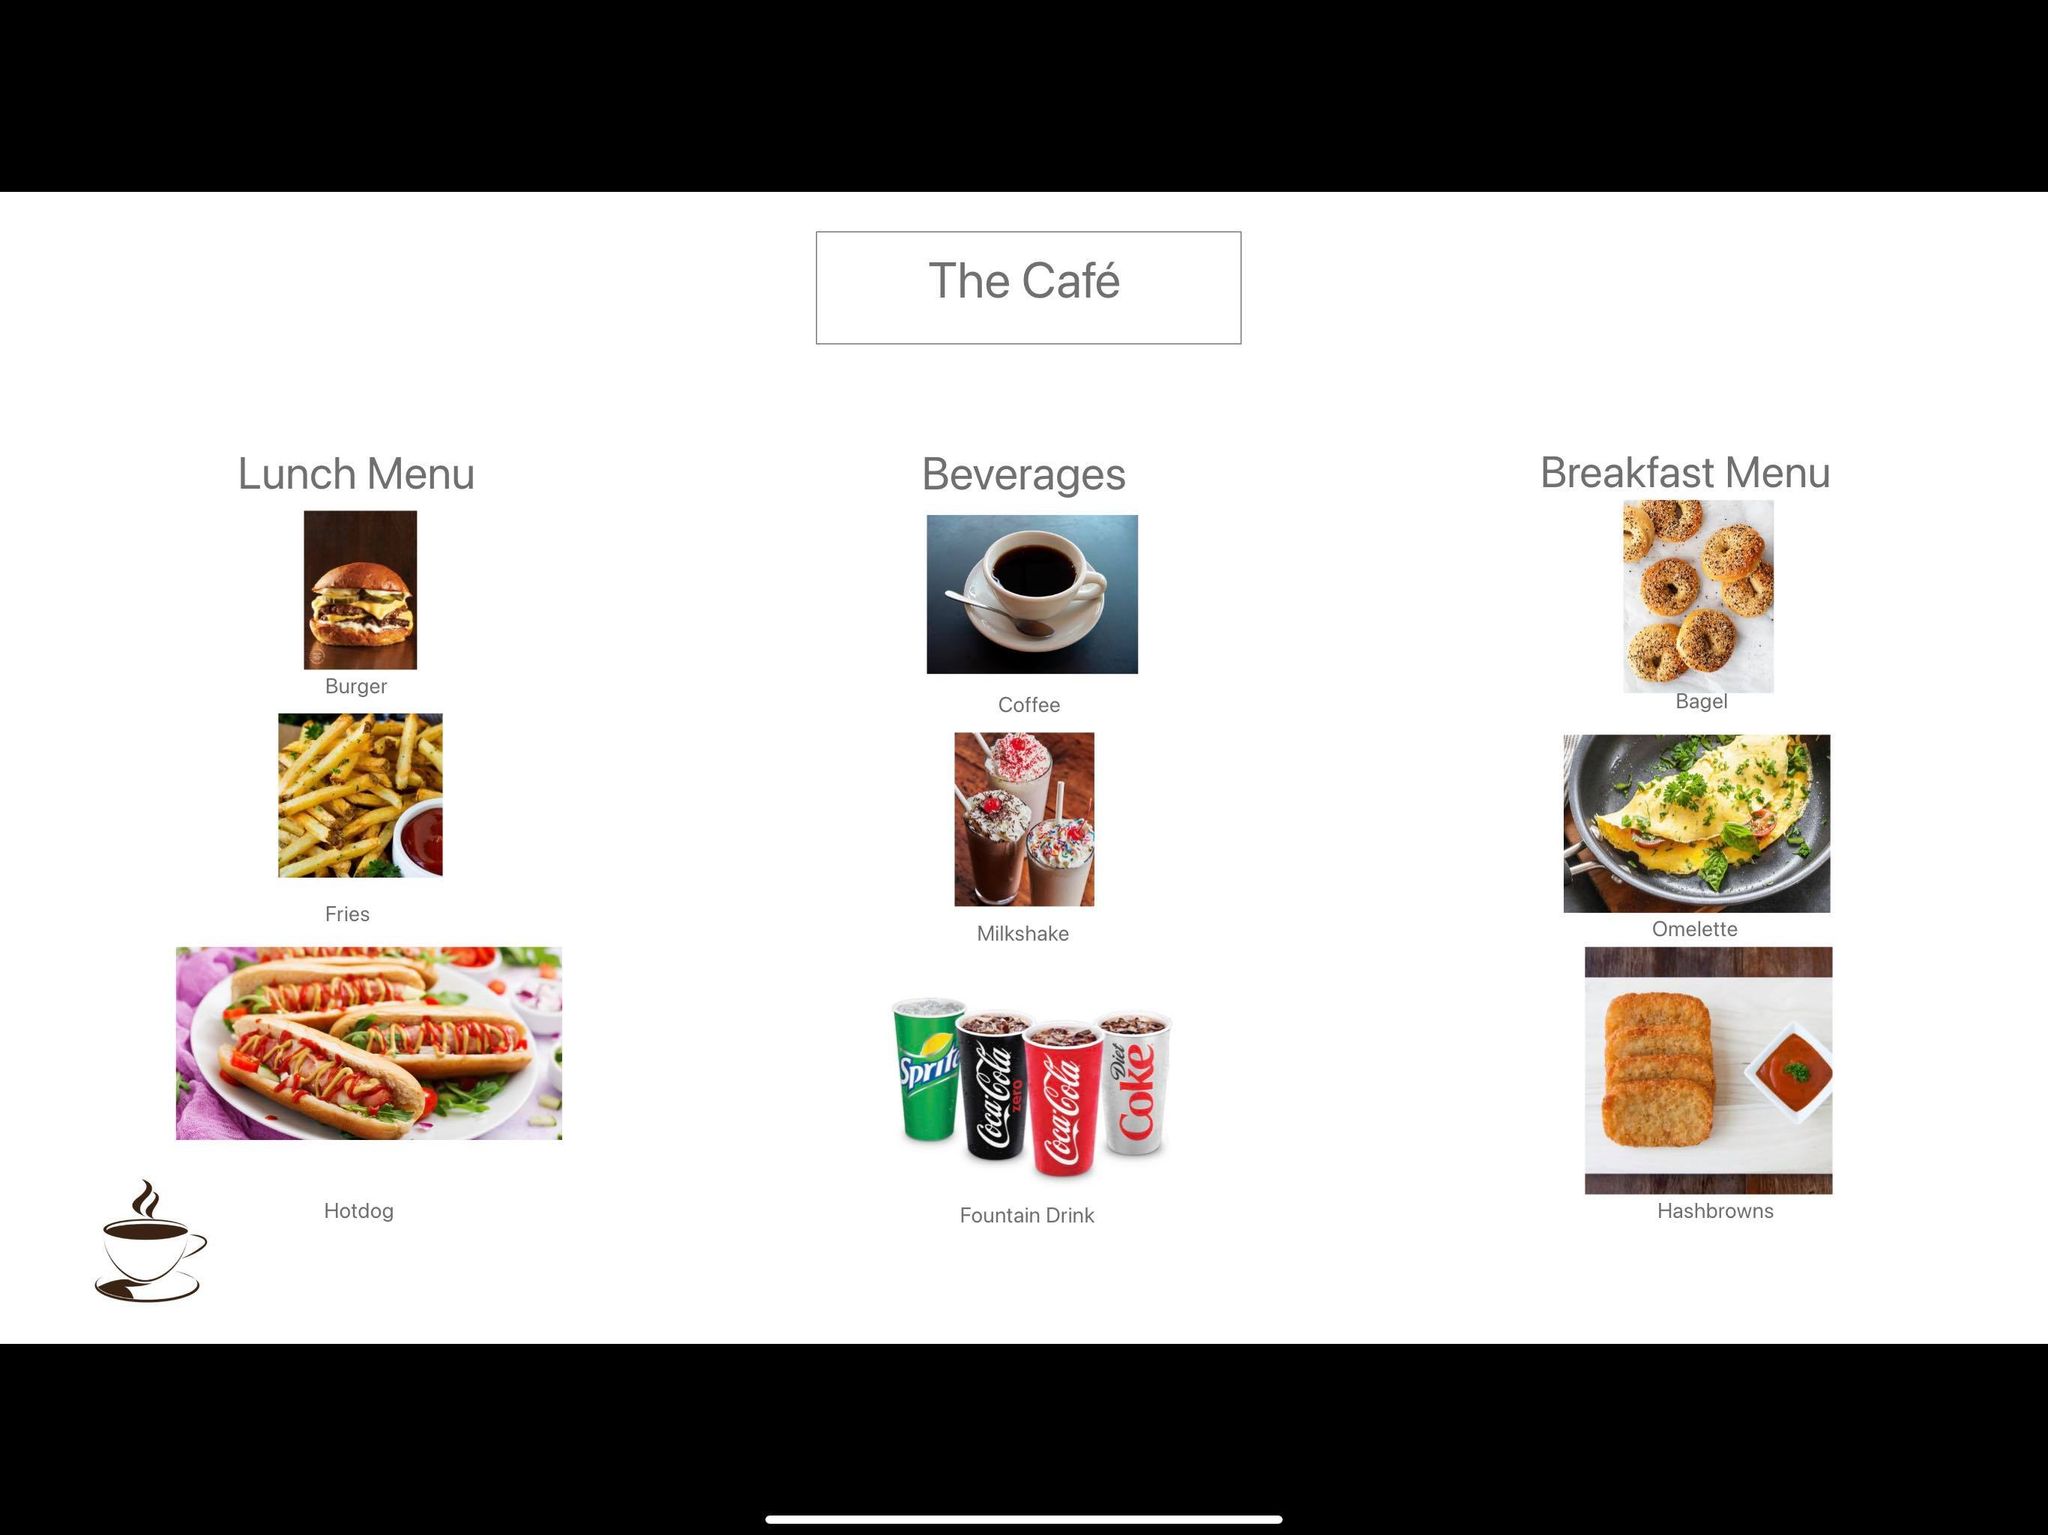 The Café
Lunch Menu
Burger
Fries
Hotdog
Beverages
Coffee
Milkshake
Sprite
Coca-Cola
zero
Coca-Cola
Diet
Coke
Fountain Drink
Breakfast Menu
Bagel
Omelette
Hashbrowns